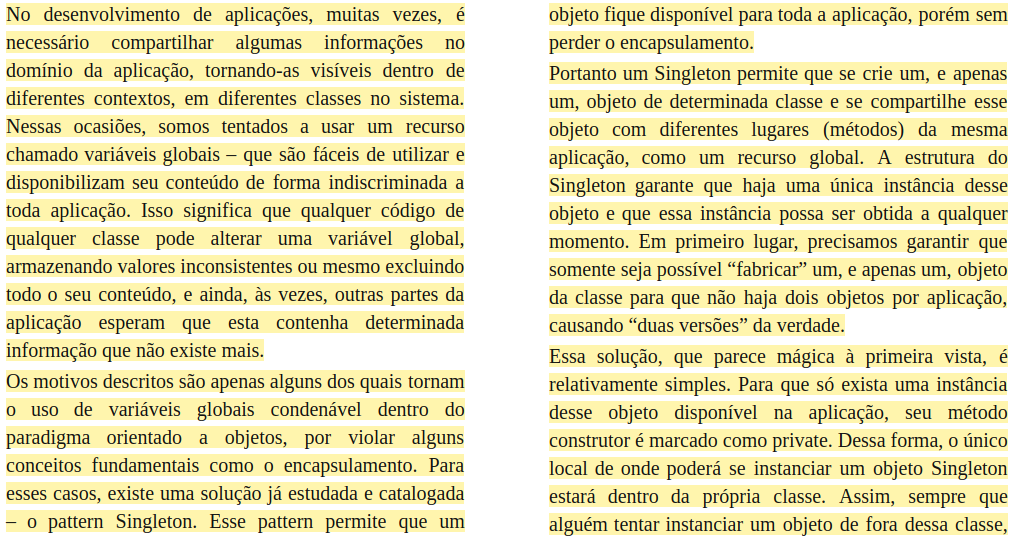 No desenvolvimento de aplicações, muitas vezes, é
necessário compartilhar algumas informações no
domínio da aplicação, tornando-as visíveis dentro de
diferentes contextos, em diferentes classes no sistema.
Nessas ocasiões, somos tentados a usar um recurso
chamado variáveis globais – que são fáceis de utilizar e
disponibilizam seu conteúdo de forma indiscriminada a
toda aplicação. Isso significa que qualquer código de
qualquer classe pode alterar uma variável global,
armazenando valores inconsistentes ou mesmo excluindo
todo o seu conteúdo, e ainda, às vezes, outras partes da
aplicação esperam que esta contenha determinada
informação que não existe mais.
Os motivos descritos são apenas alguns dos quais tornam
o uso de variáveis globais condenável dentro do
paradigma orientado a objetos, por violar alguns
conceitos fundamentais como o encapsulamento. Para
esses casos, existe uma solução já estudada e catalogada
– o pattern Singleton. Esse pattern permite que um
objeto fique disponível para toda a aplicação, porém sem
perder o encapsulamento.
Portanto um Singleton permite que se crie um, e apenas
um, objeto de determinada classe e se compartilhe esse
objeto com diferentes lugares (métodos) da mesma
aplicação, como um recurso global. A estrutura do
Singleton garante que haja uma única instância desse
objeto e que essa instância possa ser obtida a qualquer
momento. Em primeiro lugar, precisamos garantir que
somente seja possível “fabricar” um, e apenas um, objeto
da classe para que não haja dois objetos por aplicação,
causando “duas versões” da verdade.
Essa solução, que parece mágica à primeira vista, é
relativamente simples. Para que só exista uma instância
desse objeto disponível na aplicação, seu método
construtor é marcado como private. Dessa forma, o único
local de onde poderá se instanciar um objeto Singleton
estará dentro da própria classe. Assim, sempre que
alguém tentar instanciar um objeto de fora dessa classe,